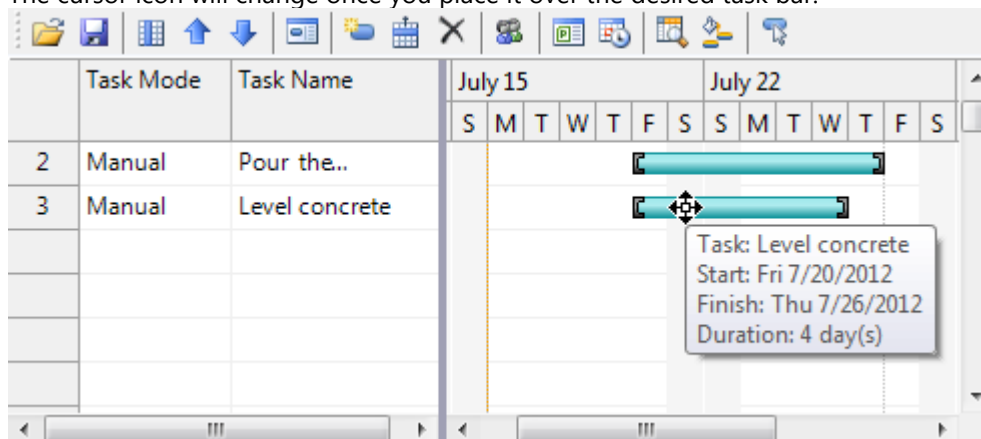 The cursor icon will change once you place it over the desired task bar.
Task Mode Task Name July 15 July 22
S M T W T F S S M T W T F S
2 Manual Pour the...
3 Manual Level concrete
Task: Level concrete
Start: Fri 7/20/2012
Finish: Thu 7/26/2012
Duration: 4 day(s)